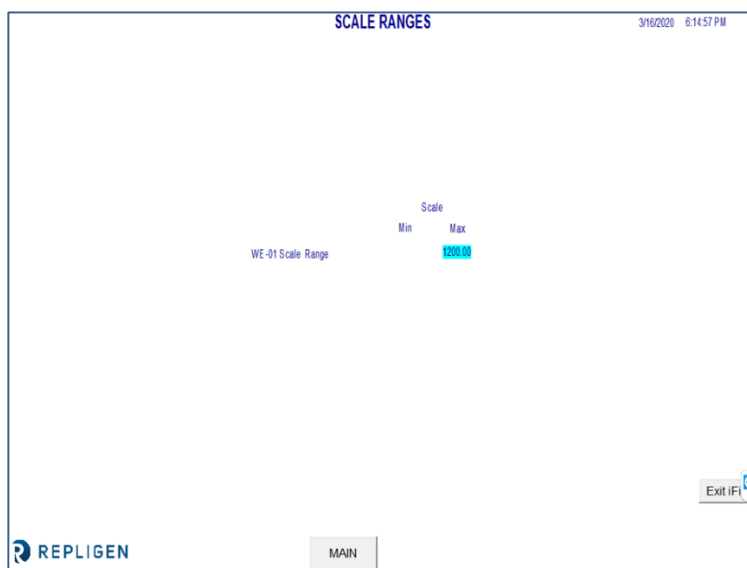 SCALE RANGES 3/16/2020 6:14:57 PM
Scale
Min Max
WE-01 Scale Range 1200.00
Exit iFi
REPLIGEN MAIN